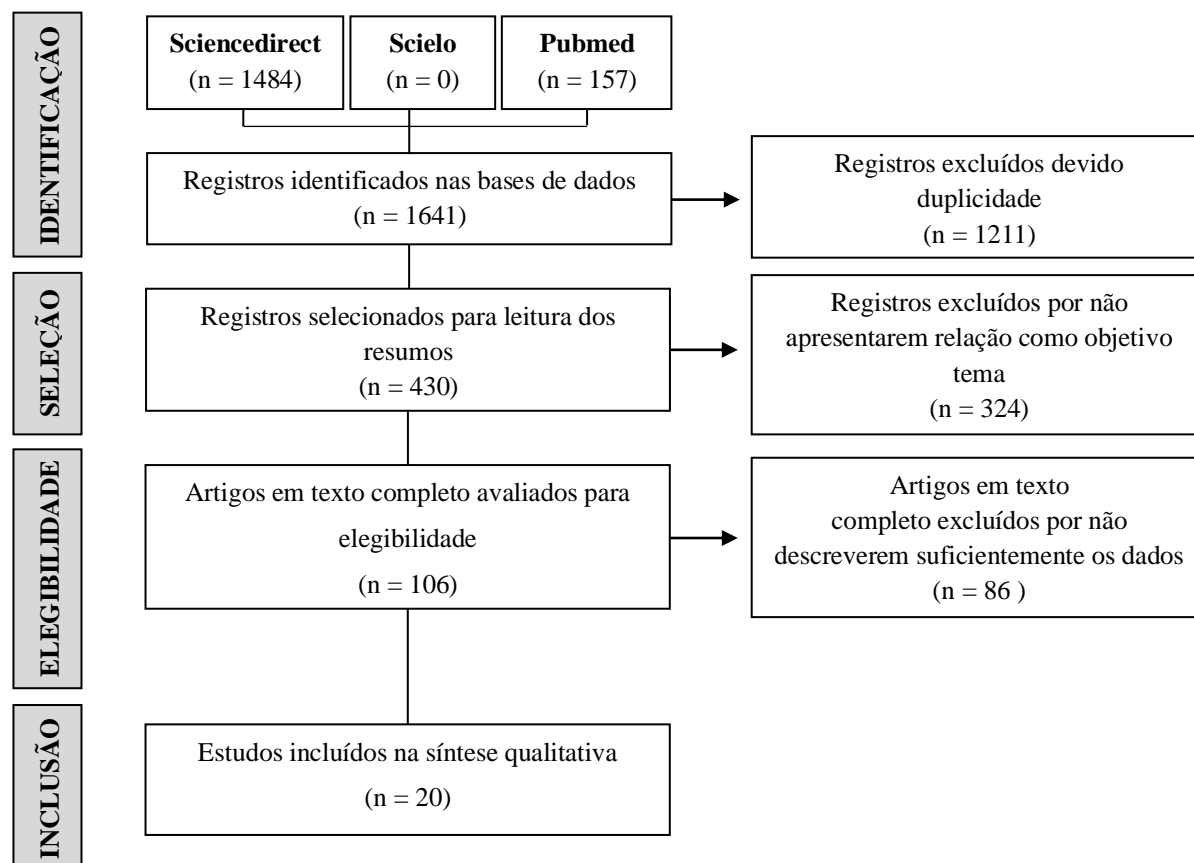 IDENTIFICAÇÃO
Sciencedirect
(n = 1484)
Scielo
(n = 0)
Pubmed
(n = 157)
Registros identificados nas bases de dados
(n = 1641)
Registros excluídos devido
duplicidade
(n = 1211)
SELEÇÃO
Registros selecionados para leitura dos
resumos
(n = 430)
Registros excluídos por não
apresentarem relação como objetivo
tema
(n = 324)
ELEGIBILIDADE
Artigos em texto completo avaliados para
elegibilidade
(n = 106)
Artigos em texto
completo excluídos por não
descreverem suficientemente os dados
(n = 86 )
INCLUSÃO
Estudos incluídos na síntese qualitativa
(n = 20)